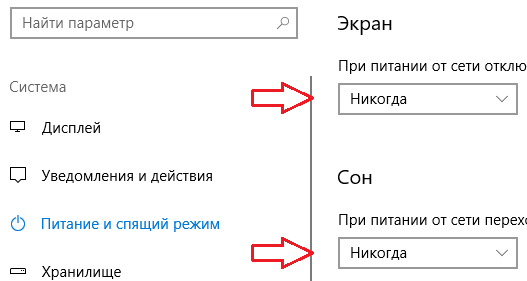 Найти параметр
Система
Дисплей
Уведомления и действия
Питание и спящий режим
Хранилище
Экран
При питании от сети отклю
Никогда
Сон
При питании от сети перех
Никогда